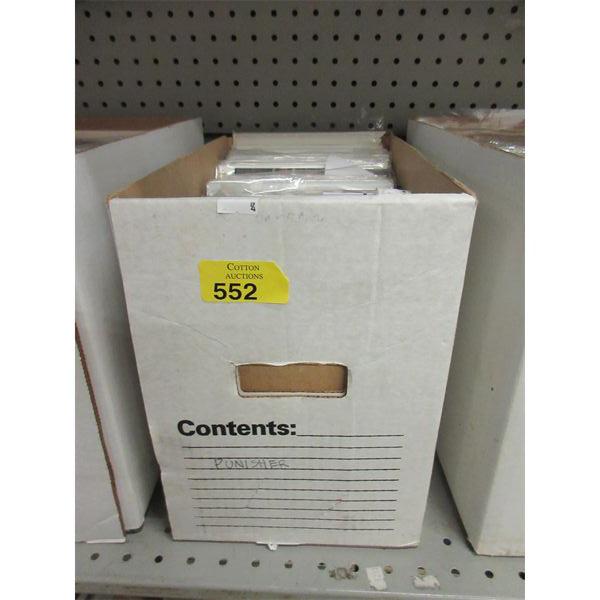 COTTON
AUCTIONS
552
Contents:
PUNISHER